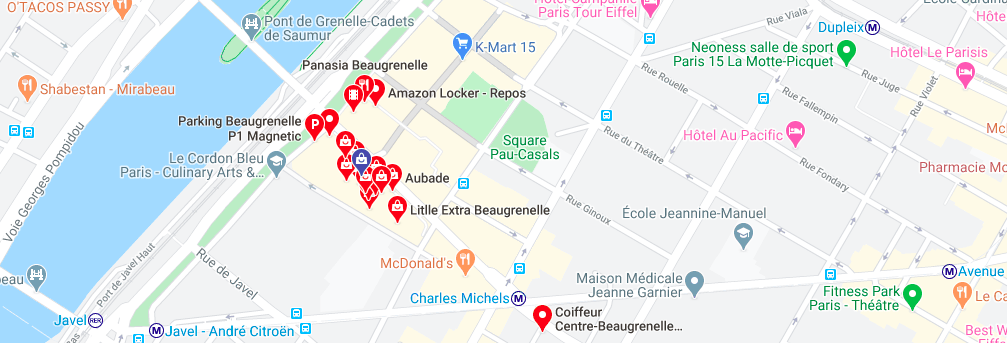 O'TACOS PASSY
Pont de Grenelle-Cadets
de Saumur
K-Mart 15
Paris Tour Eiffel
Rue Viala
Dupleix
Neoness salle de sport
Paris 15 La Motte-Picquet
Hôtel Le Parisis
Panasia Beaugrenelle
Shabestan - Mirabeau
Amazon Locker - Repos
Rue Rouelle
Rue Juge
Rue Violet
Rue Fallempin
Parking Beaugrenelle
P1 Magnetic
P
Rue du Théâtre
Hôtel Au Pacific
Square
Pau-Casals
Le Cordon Bleu
Paris - Culinary Arts &...
Pharmacie Mo
Rue Fondary
Voie Georges Pompidou
Aubade
Rue Ginoux
Litlle Extra Beaugrenelle
École Jeannine-Manuel
Port de Javel Haut
Rue de Javel
McDonald's
beau
Maison Médicale
Jeanne Garnier
M Avenue
Charles Michels M
Fitness Park
Paris - Théâtre
Le Ca
Javel RER
M Javel - André Citroën
Coiffeur
Centre-Beaugrenelle...
Best W